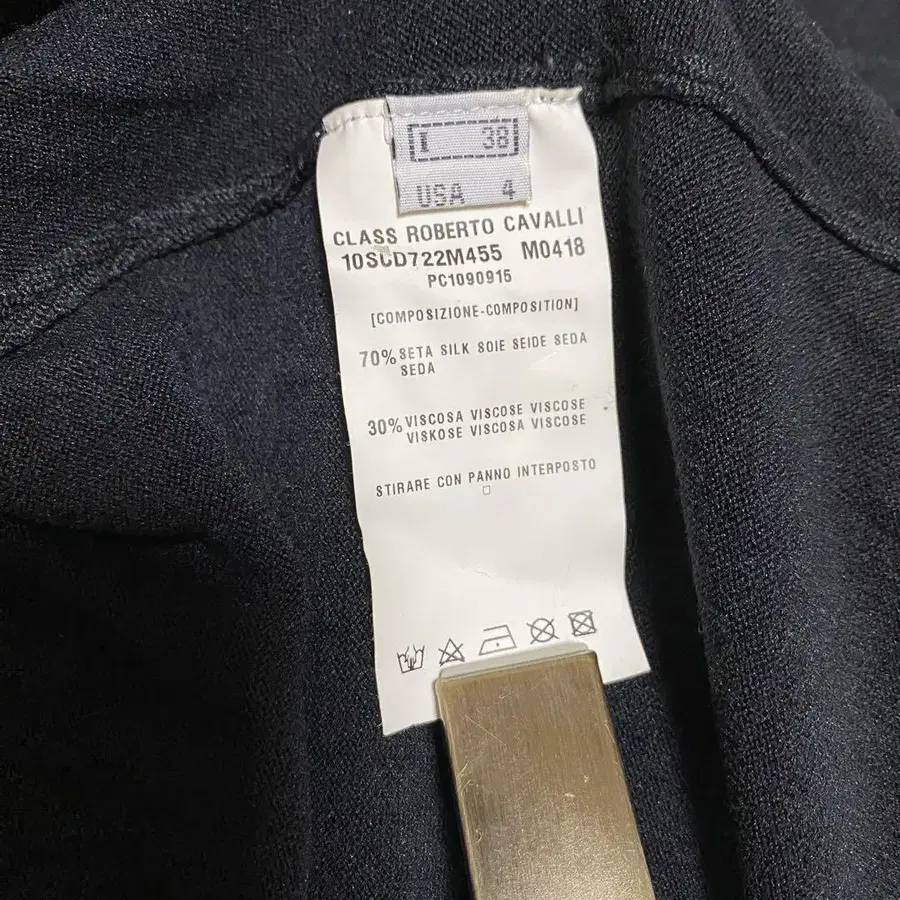 I 38
USA 4
CLASS ROBERTO CAVALLI
10SCD722M455 M0418
PC1090915
[COMPOSIZIONE-COMPOSITION]
70% SETA SILK SOIE SEIDE SEDA
SEDA
30% VISCOSA VISCOSE VISCOSE
VISKOSE VISCOSA VISCOSE
STIRARE CON PANNO INTERPOSTO